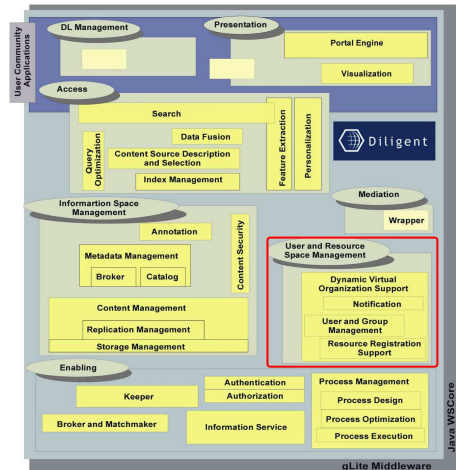 User Community
Applications
DL Management
Presentation
Portal Engine
Visualization
Access
Search
Data Fusion
Query
Optimization
Content Source Description
and Selection
Index Management
Feature Extraction
Personalization
Diligent
Informartion Space
Management
Annotation
Metadata Management
Broker
Catalog
Content Security
Content Management
Replication Management
Storage Management
Mediation
Wrapper
User and Resource
Space Management
Dynamic Virtual
Organization Support
Notification
User and Group
Management
Resource Registration
Support
Enabling
Keeper
Authentication
Authorization
Broker and Matchmaker
Information Service
Process Management
Process Design
Process Optimization
Process Execution
Java WSCore
gLite Middleware